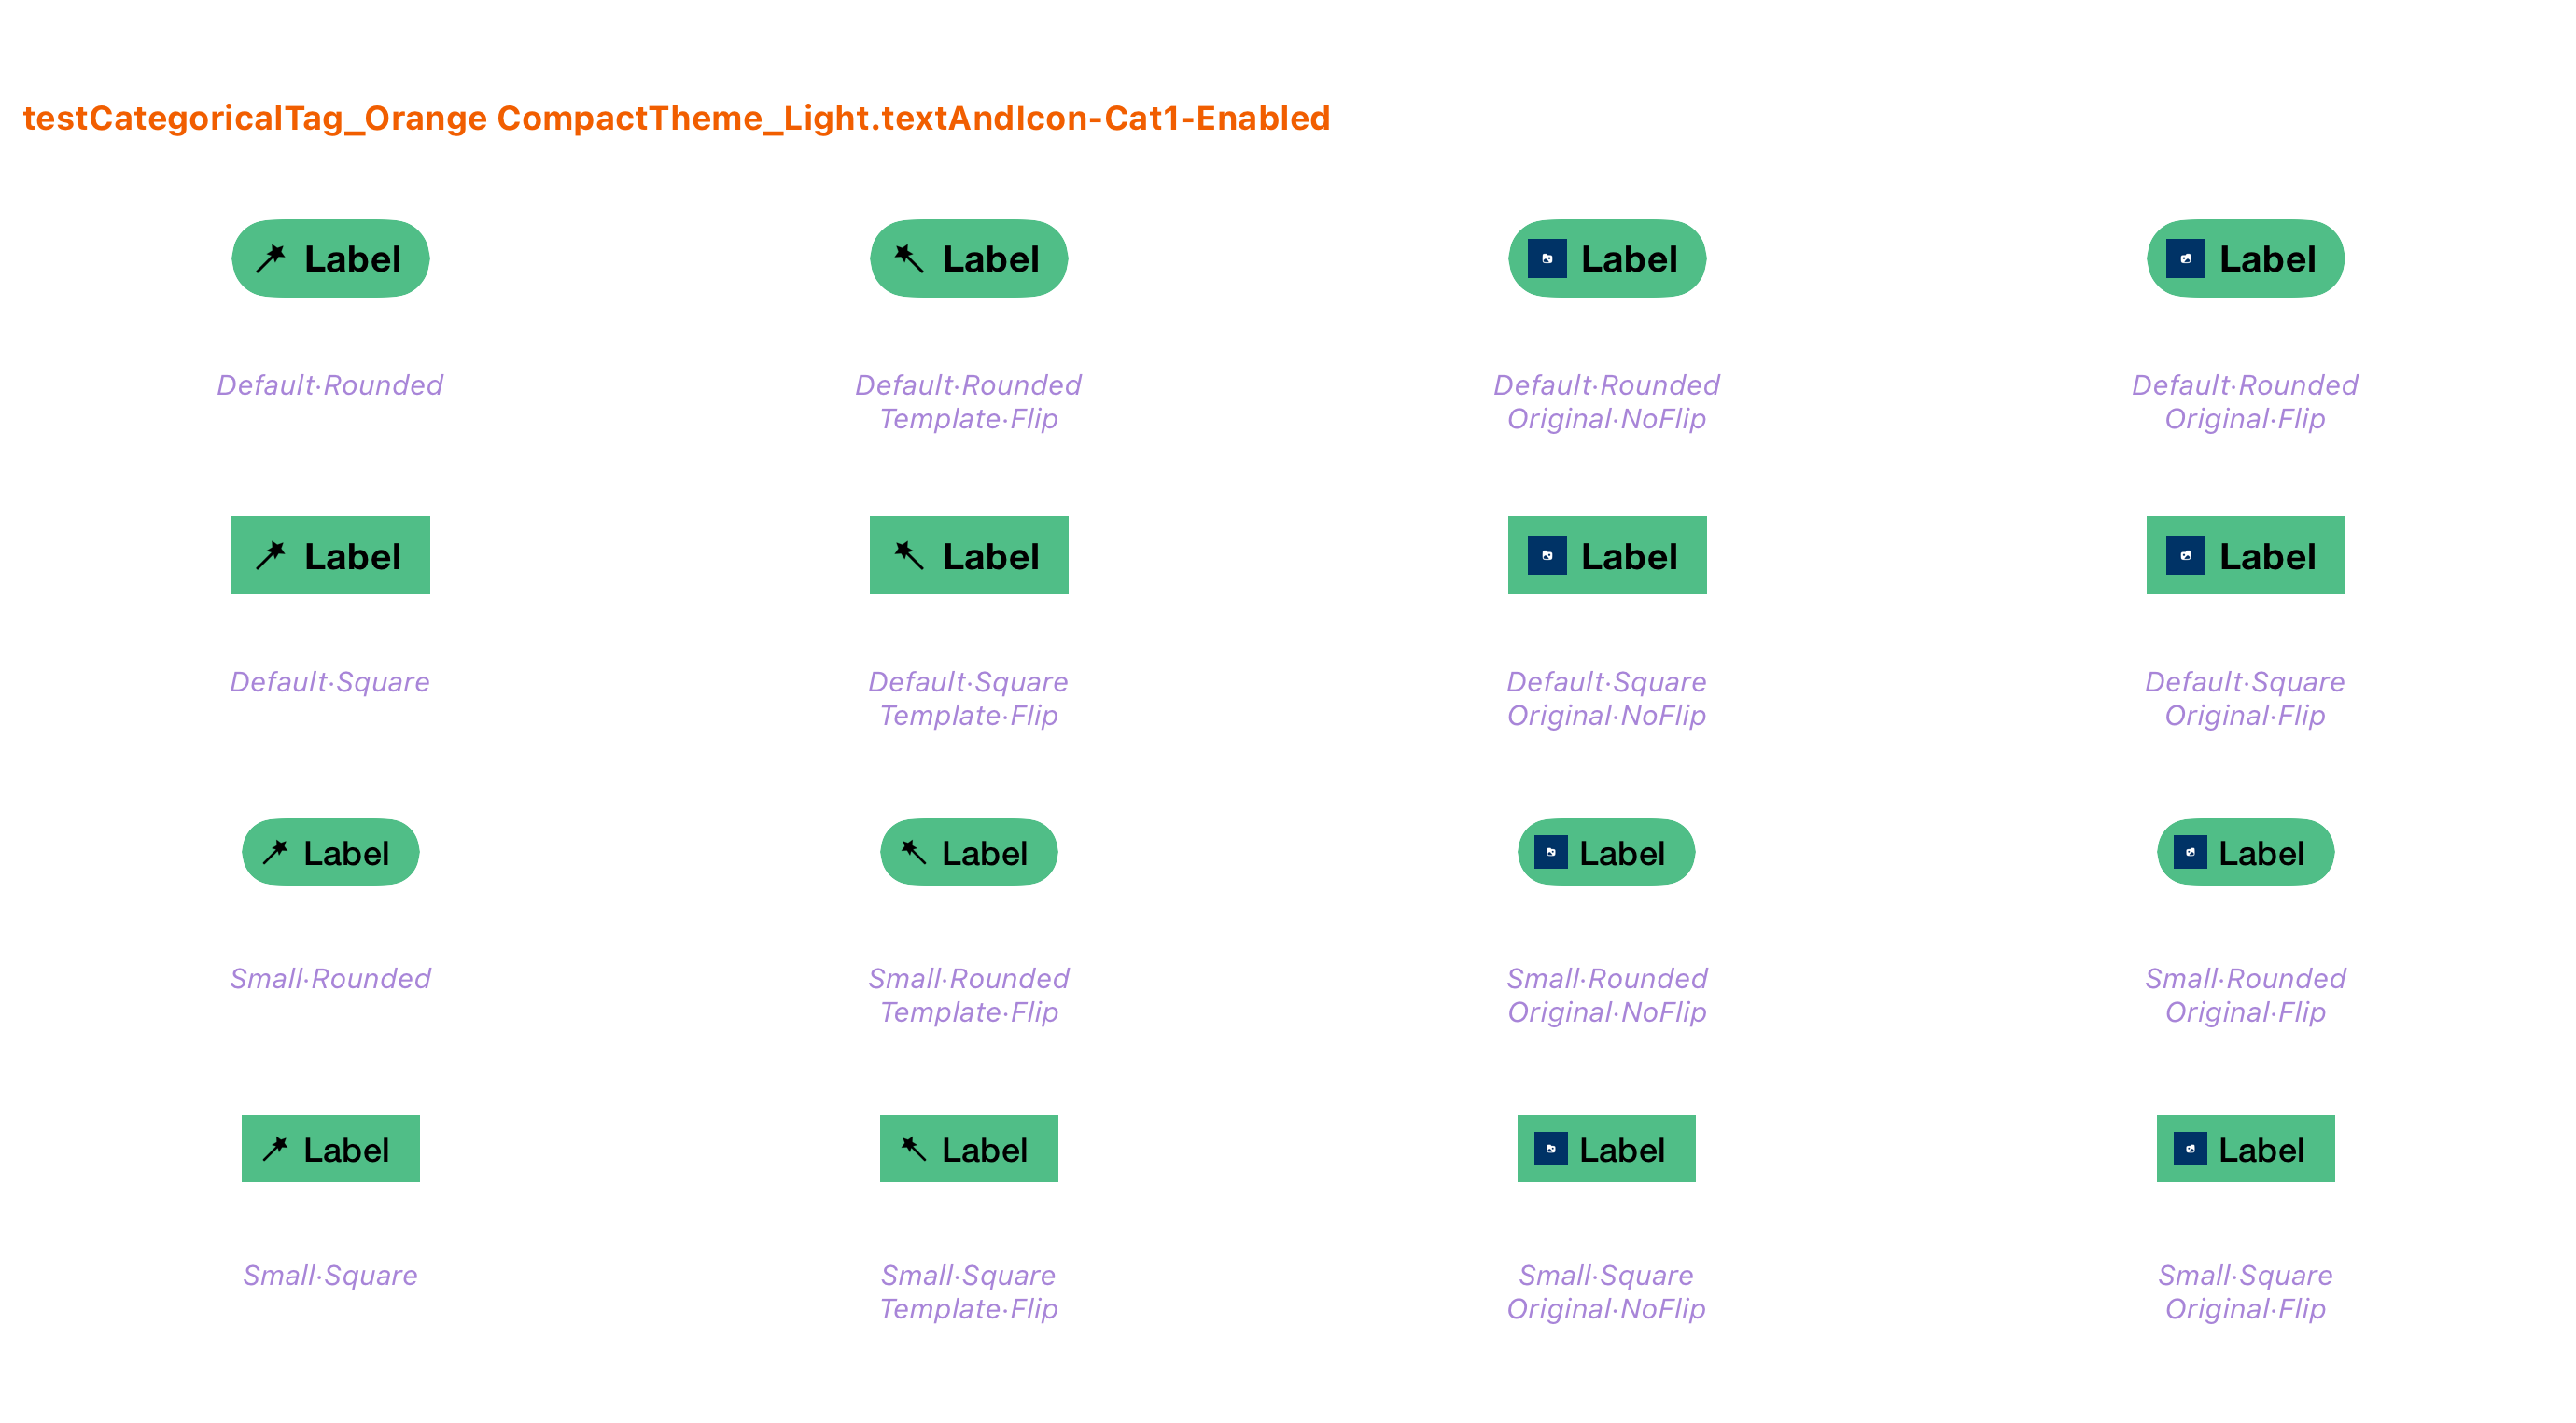 testCategoricalTag_Orange CompactTheme_Light.textAndIcon-Cat1-Enabled
Label
Label
Label
Label
Default·Rounded
Default·Rounded
Template·Flip
Default·Rounded
Original·NoFlip
Default·Rounded
Original·Flip
Label
Label
Label
Label
Default·Square
Default·Square
Template·Flip
Default·Square
Original·NoFlip
Default·Square
Original·Flip
Label
Label
Label
Label
Small·Rounded
Small·Rounded
Template·Flip
Small·Rounded
Original·NoFlip
Small·Rounded
Original·Flip
Label
Label
Label
Label
Small·Square
Small·Square
Template·Flip
Small·Square
Original·NoFlip
Small·Square
Original·Flip